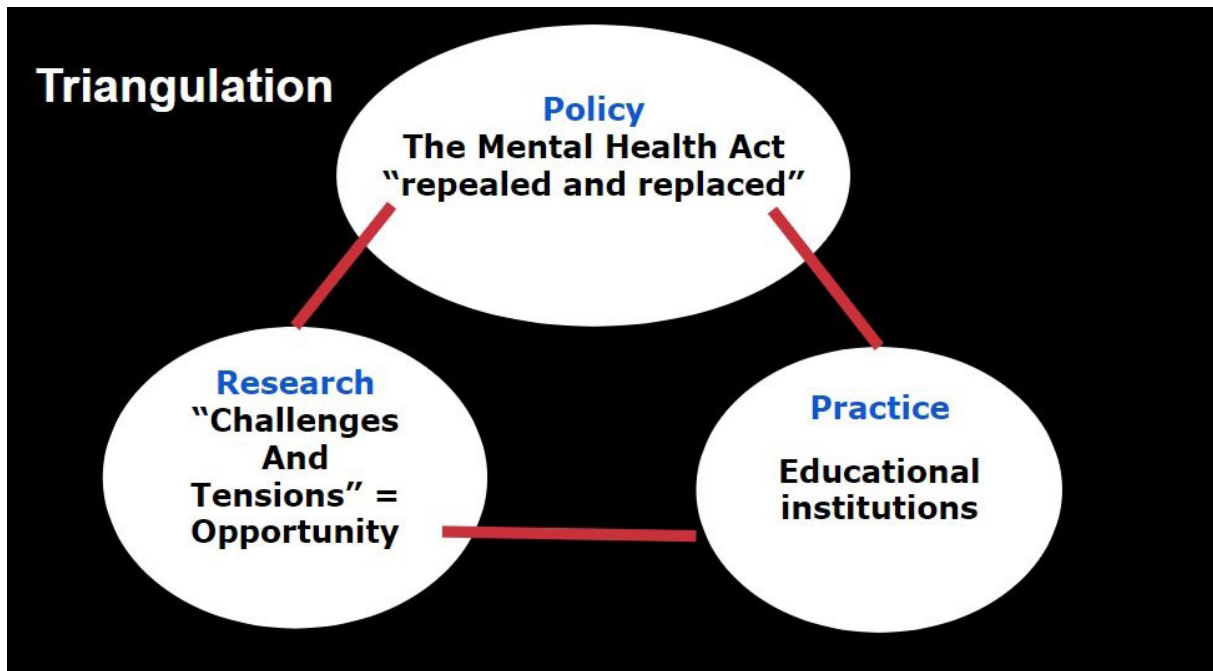 Triangulation
Policy
The Mental Health Act
“repealed and replaced”
Research
“Challenges
And
Tensions” =
Opportunity
Practice
Educational
institutions